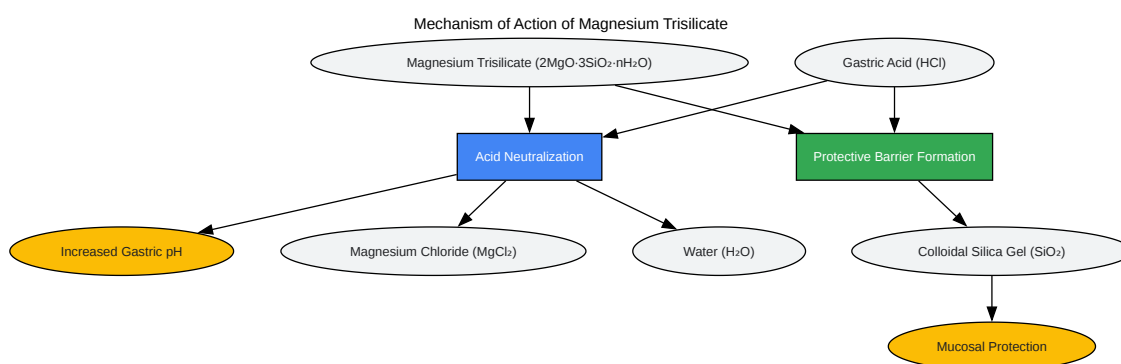 Mechanism of Action of Magnesium Trisilicate
Magnesium Trisilicate (2MgO·3SiO₂·nH₂O)
Gastric Acid (HCl)
Acid Neutralization
Protective Barrier Formation
Increased Gastric pH
Magnesium Chloride (MgCl₂)
Water (H₂O)
Colloidal Silica Gel (SiO₂)
Mucosal Protection